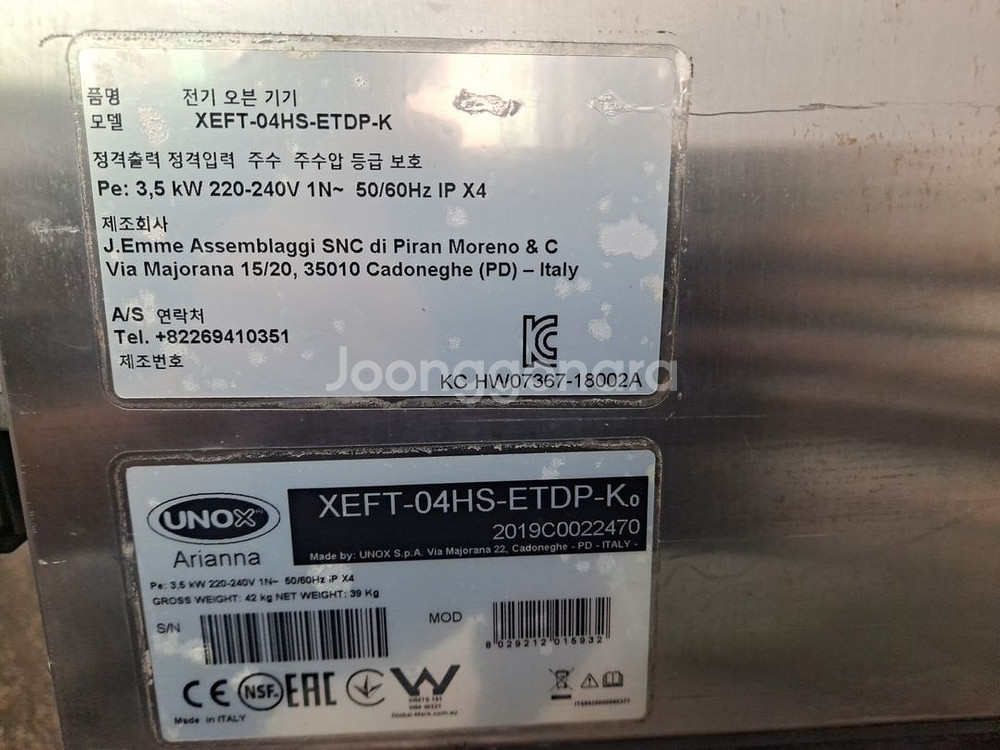 품명 전기 오븐 기기
모델 XEFT-04HS-ETDP-K
정격출력 정격입력 주수 주수압 등급 보호
Pe: 3,5 kW 220-240V 1N~ 50/60Hz IP X4
제조회사
J.Emme Assemblaggi SNC di Piran Moreno & C
Via Majorana 15/20, 35010 Cadoneghe (PD) – Italy
A/S 연락처
Tel. +82269410351
제조번호
KC HW07367-18002A
Joonggonara
UNOX
Arianna
XEFT-04HS-ETDP-K0
2019C0022470
Made by: UNOX S.p.A. Via Majorana 22, Cadoneghe - PD - ITALY -
Pe: 3,5 kW 220-240V 1N~ 50/60Hz IP X4
GROSS WEIGHT: 42 kg NET WEIGHT: 39 Kg
S/N
MOD
8029212015932
CE NSF EAC W
Global-Mark.com.au
Made in ITALY